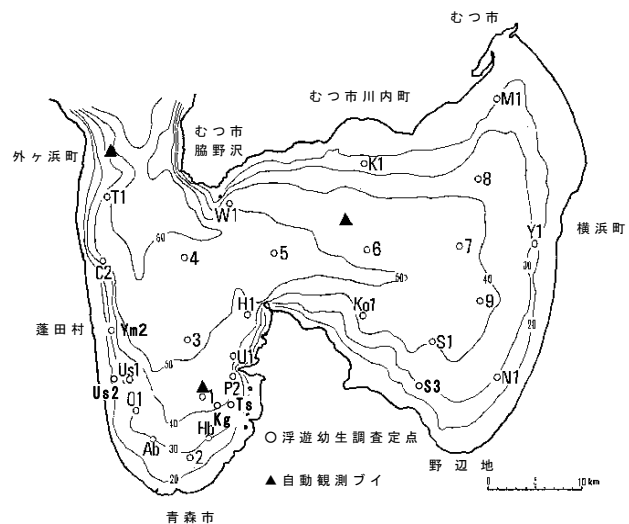 むつ市
むつ市川内町
M1
むつ市
脇野沢
外ヶ浜町
K1
8
T1
W1
横浜町
Y1
60
4
5
6
7
C2
30
50
40
20
9
H1
Ko1
蓬田村
Ym2
3
S1
50
U1
Us1
P2
S3
N1
Us2
1
Ts
O1
40
Kg
Hb
○浮遊幼生調査定点
Ab
30
2
野辺地
20
▲自動観測ブイ
0
10km
青森市